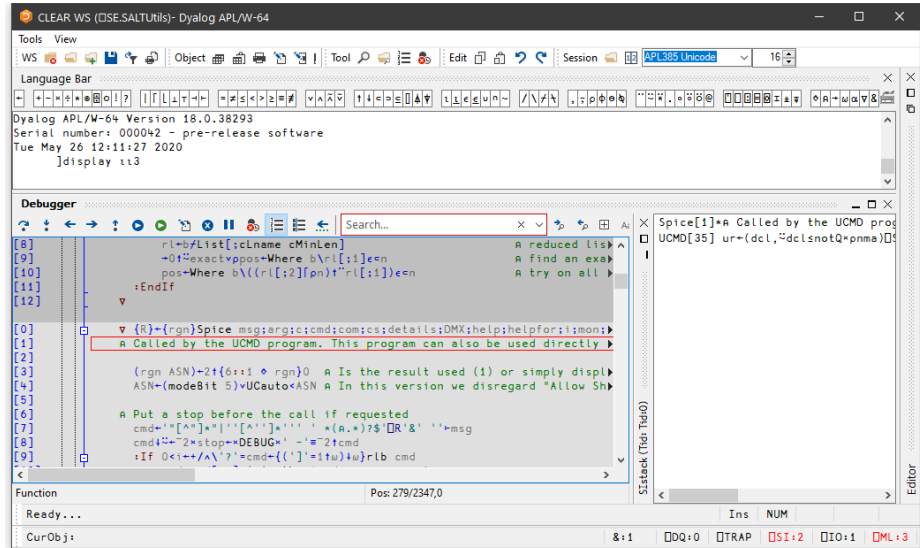 CLEAR WS (⎕SE.SALTUtils)- Dyalog APL/W-64
Tools View
WS Object Tool Edit Session APL385 Unicode 16
Language Bar
Dyalog APL/W-64 Version 18.0.38293
Serial number: 000042 - pre-release software
Tue May 26 12:11:27 2020
]display ⍳⍳3
Debugger
Search...
[8] rl←b⌿List[;cName cMinLen] ⍝ reduced lis
[9] →0↑⍨exact∨ppos←Where b\rl[;1]∊⊂n ⍝ find an exa
[10] pos←Where b\((rl[;2]⌈⍴n)↑¨rl[;1])∊⊂n ⍝ try on all
[11] :EndIf
[12] ∇
[0] ∇ {R}←{rgn}Spice msg;arg;c;cmd;com;cs;details;DMX;help;helpfor;i;mon;
[1] ⍝ Called by the UCMD program. This program can also be used directly
[2]
[3] (rgn ASN)←2↑{6::1 ⋄ rgn}0 ⍝ Is the result used (1) or simply displ
[4] ASN←(modeBit 5)∨UCauto<ASN ⍝ In this version we disregard "Allow Sh
[5]
[6] ⍝ Put a stop before the call if requested
[7] cmd←'"[^"]*"|''[^'']*''' ' *(⍝.*)?$'⎕R'&' ''⊢msg
[8] cmd↓⍨←¯2×stop←×DEBUG×' -'≡¯2↑cmd
[9] :If 0<i←+/∧\'?'=cmd←{(']'=1↑⍵)↓⍵}rlb cmd
Function Pos: 279/2347,0
Spice[1]*⍝ Called by the UCMD prog
UCMD[35] ur←(dcl,⍨dcl≤notQ×⍴nma)⎕S
SIstack (Tid: Tid:0)
Editor
Ready... Ins NUM
CurObj: &:1 ⎕DQ:0 ⎕TRAP ⎕SI:2 ⎕IO:1 ⎕ML:3